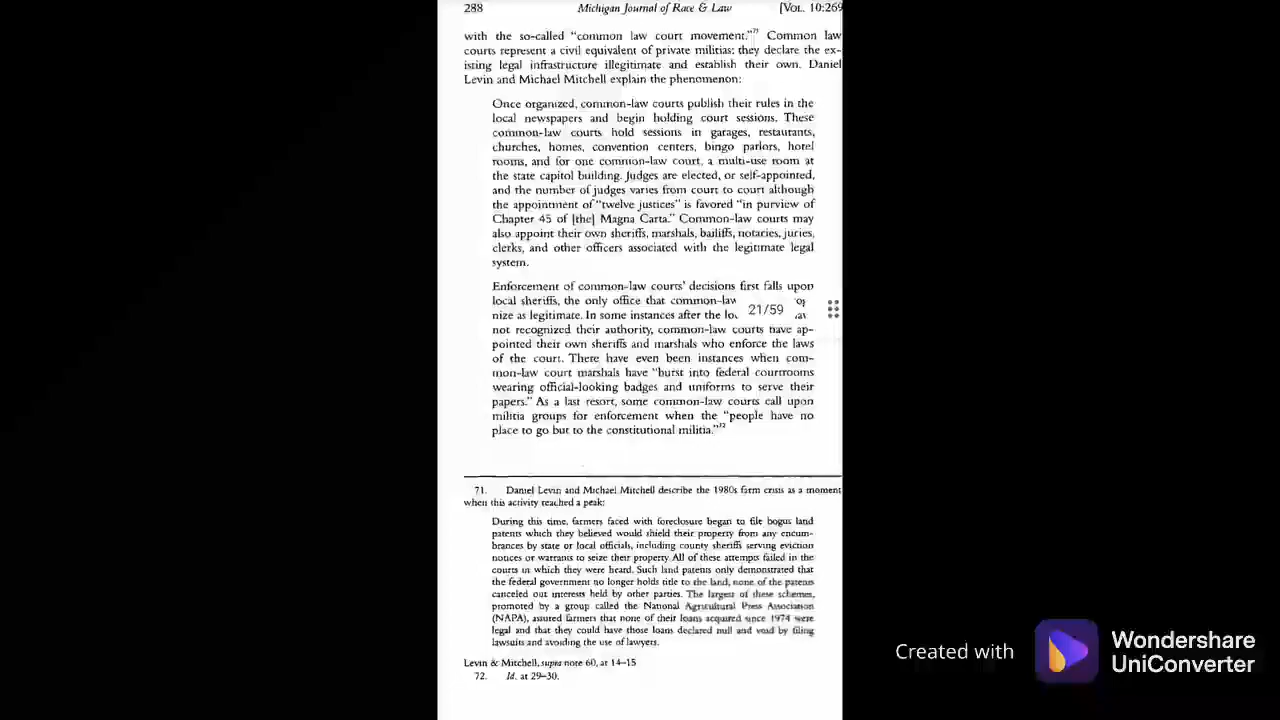 288 Michigan Journal of Race & Law [VOL. 10:269
with the so-called "common law court movement."71 Common law
courts represent a civil equivalent of private militias: they declare the ex-
isting legal infrastructure illegitimate and establish their own. Daniel
Levin and Michael Mitchell explain the phenomenon:
Once organized, common-law courts publish their rules in the
local newspapers and begin holding court sessions. These
common-law courts hold sessions in garages, restaurants,
churches, homes, convention centers, bingo parlors, hotel
rooms, and for one common-law court, a multi-use room at
the state capitol building. Judges are elected, or self-appointed,
and the number of judges varies from court to court although
the appointment of "twelve justices" is favored "in purview of
Chapter 45 of [the] Magna Carta." Common-law courts may
also appoint their own sheriffs, marshals, bailiffs, notaries, juries,
clerks, and other officers associated with the legitimate legal
system.
Enforcement of common-law courts' decisions first falls upon
local sheriffs, the only office that common-law
nize as legitimate. In some instances after the
21/59
not recognized their authority, common-law courts have ap-
pointed their own sheriffs and marshals who enforce the laws
of the court. There have even been instances when com-
mon-law court marshals have "burst into federal courtrooms
wearing official-looking badges and uniforms to serve their
papers." As a last resort, some common-law courts call upon
militia groups for enforcement when the "people have no
place to go but to the constitutional militia."72
71. Daniel Levin and Michael Mitchell describe the 1980s farm crisis as a moment
when this activity reached a peak:
During this time, farmers faced with foreclosure began to file bogus land
patents which they believed would shield their property from any encum-
brances by state or local officials, including county sheriffs serving eviction
notices or warrants to seize their property. All of these attempts failed in the
courts in which they were heard. Such land patents only demonstrated that
the federal government no longer holds title to the land, none of the patents
canceled out interests held by other parties. The largest of these schemes,
promoted by a group called the National Agricultural Press Association
(NAPA), assured farmers that none of their loans acquired since 1974 were
legal and that they could have those loans declared null and void by filing
lawsuits and avoiding the use of lawyers.
Levin & Mitchell, supra note 60, at 14–15
72. Id. at 29–30.
Created with Wondershare
UniConverter